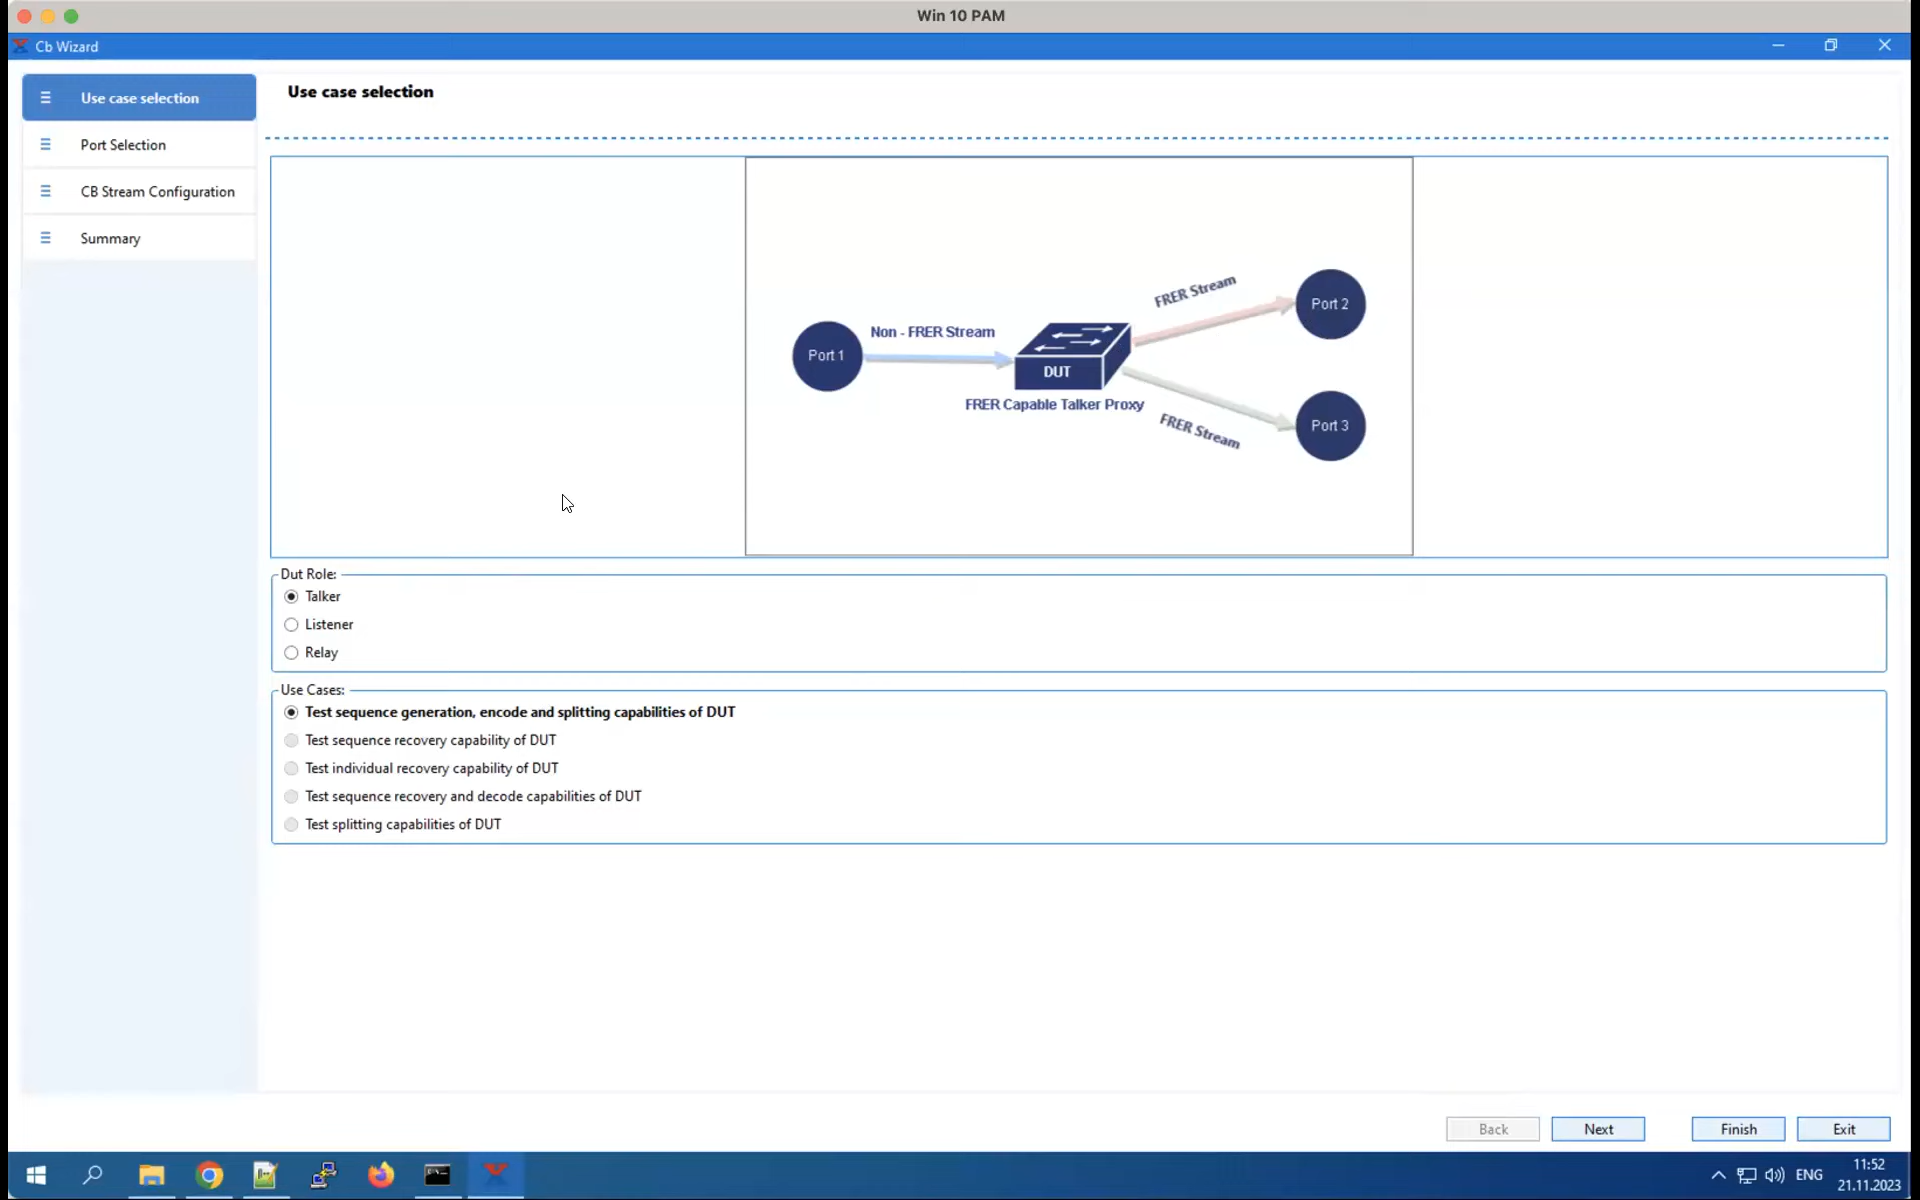 Win 10 PAM
Cb Wizard
Use case selection
Port Selection
CB Stream Configuration
Summary
Use case selection
Port 1
Non - FRER Stream
DUT
FRER Capable Talker Proxy
FRER Stream
Port 2
FRER Stream
Port 3
Dut Role:
Talker
Listener
Relay
Use Cases:
Test sequence generation, encode and splitting capabilities of DUT
Test sequence recovery capability of DUT
Test individual recovery capability of DUT
Test sequence recovery and decode capabilities of DUT
Test splitting capabilities of DUT
Back
Next
Finish
Exit
ENG
11:52
21.11.2023